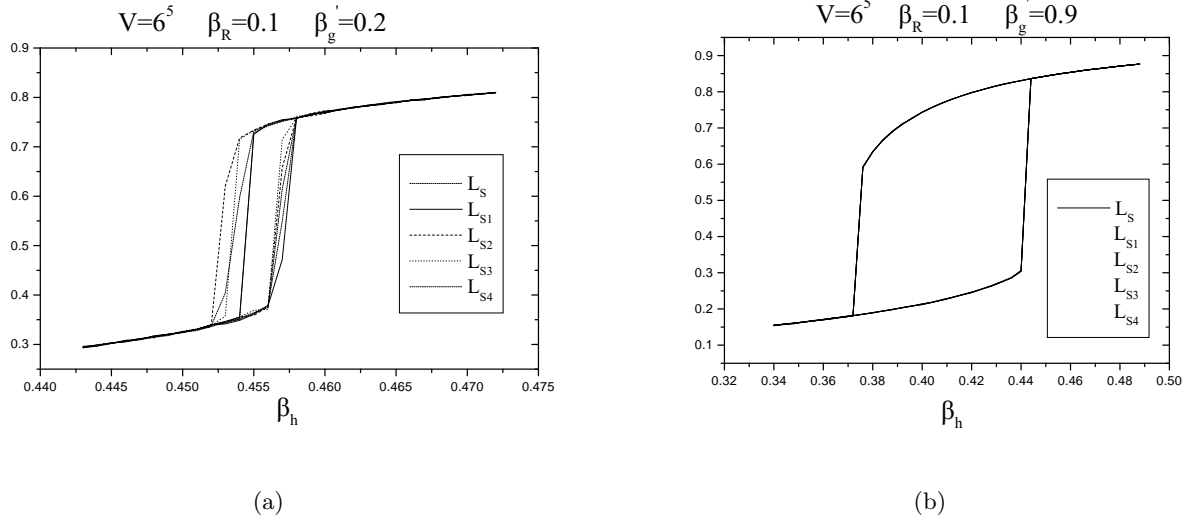 V=6⁵ β_R=0.1 β_g'=0.2
0.9
0.8
0.7
0.6
0.5
0.4
0.3
0.440 0.445 0.450 0.455 0.460 0.465 0.470 0.475
β_h
L_S
L_S1
L_S2
L_S3
L_S4
(a)
V=6⁵ β_R=0.1 β_g'=0.9
0.9
0.8
0.7
0.6
0.5
0.4
0.3
0.2
0.1
0.32 0.34 0.36 0.38 0.40 0.42 0.44 0.46 0.48 0.50
β_h
L_S
L_S1
L_S2
L_S3
L_S4
(b)